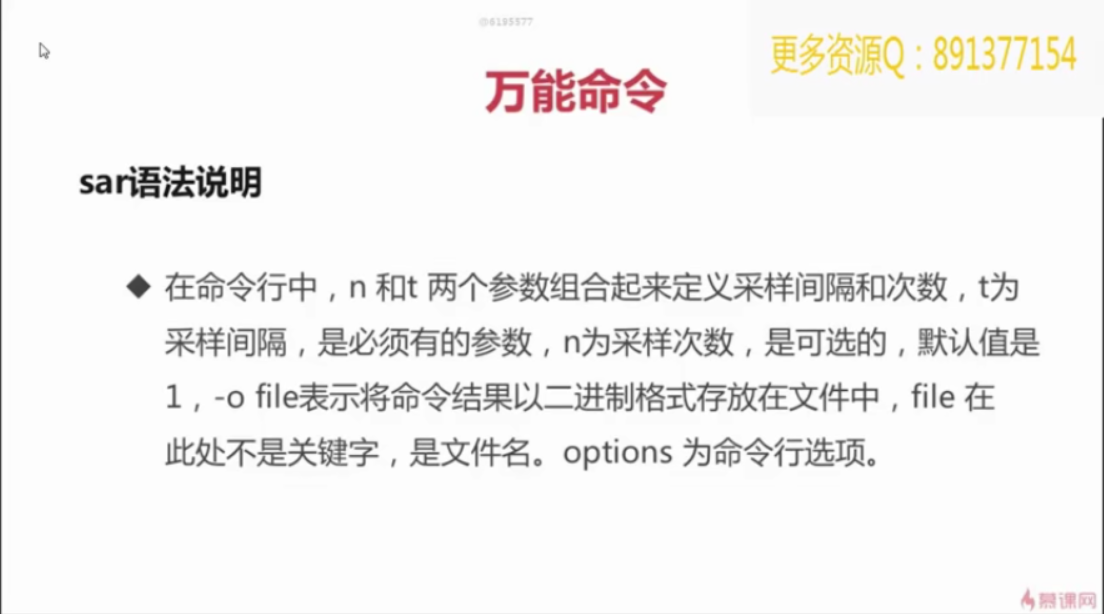 @6195577
更多资源Q：891377154
万能命令
sar语法说明
◆ 在命令行中，n 和t 两个参数组合起来定义采样间隔和次数，t为
采样间隔，是必须有的参数，n为采样次数，是可选的，默认值是
1，-o file表示将命令结果以二进制格式存放在文件中，file 在
此处不是关键字，是文件名。options 为命令行选项。
慕课网